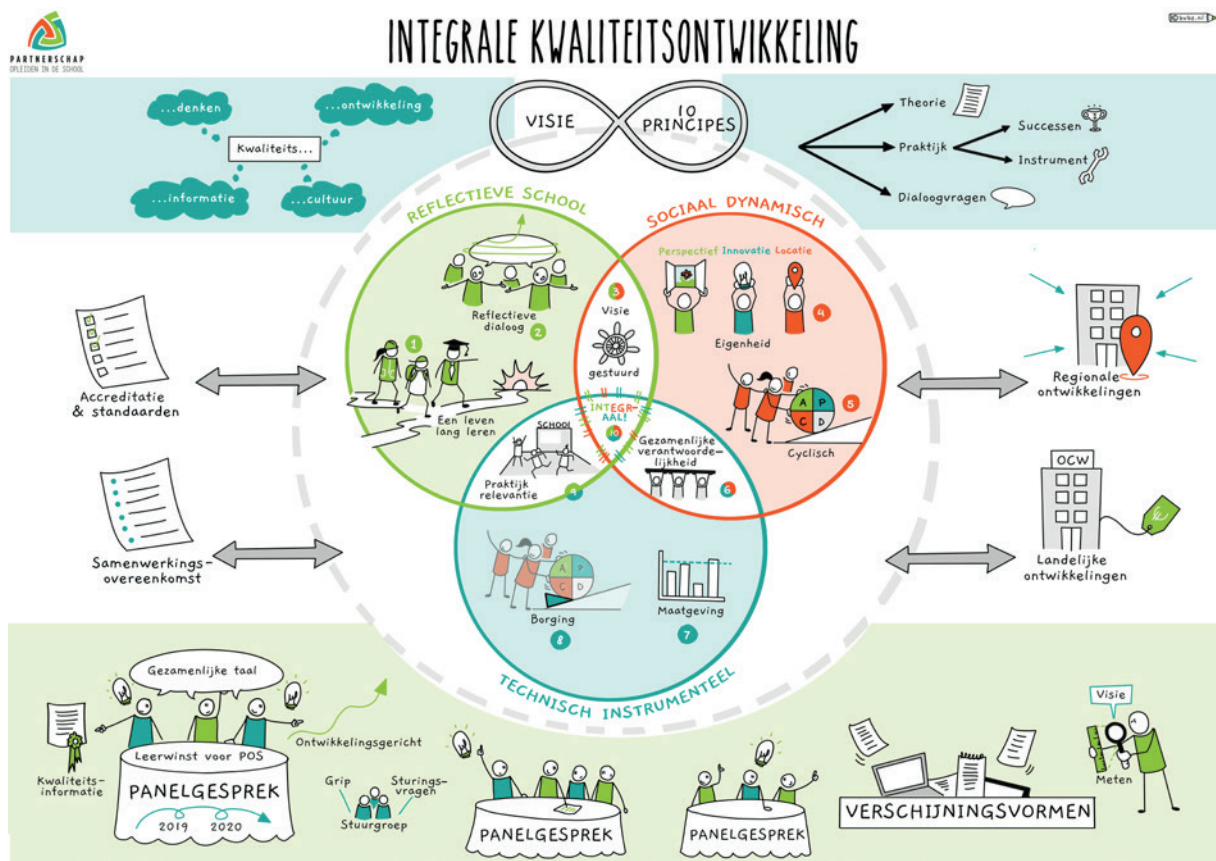 INTEGRALE KWALITEITSONTWIKKELING
PARTNERSCHAP
OPLEIDEN IN DE SCHOOL
...denken
...ontwikkeling
Kwaliteits...
...informatie
...cultuur
VISIE
10
PRINCIPES
Theorie
Praktijk
Dialoogvragen
Successen
Instrument
REFLECTIEVE SCHOOL
SOCIAAL DYNAMISCH
Reflectieve
dialoog
2
1
Een leven
lang leren
3
Visie
gestuurd
Perspectief Innovatie Locatie
4
Eigenheid
A P
C D
5
Cyclisch
INTEGR-
AAL!
10
SCHOOL
Praktijk
relevantie
9
Gezamenlijke
verantwoorde-
lijkheid
6
A P
C D
Borging
8
Maatgeving
7
TECHNISCH INSTRUMENTEEL
Accreditatie
& standaarden
Samenwerkings-
overeenkomst
Regionale
ontwikkelingen
OCW
Landelijke
ontwikkelingen
Gezamenlijke taal
Kwaliteits-
informatie
Leerwinst voor POS
PANELGESPREK
2019 2020
Ontwikkelingsgericht
Grip
Sturings-
vragen
Stuurgroep
PANELGESPREK
PANELGESPREK
VERSCHIJNINGSVORMEN
Visie
Meten